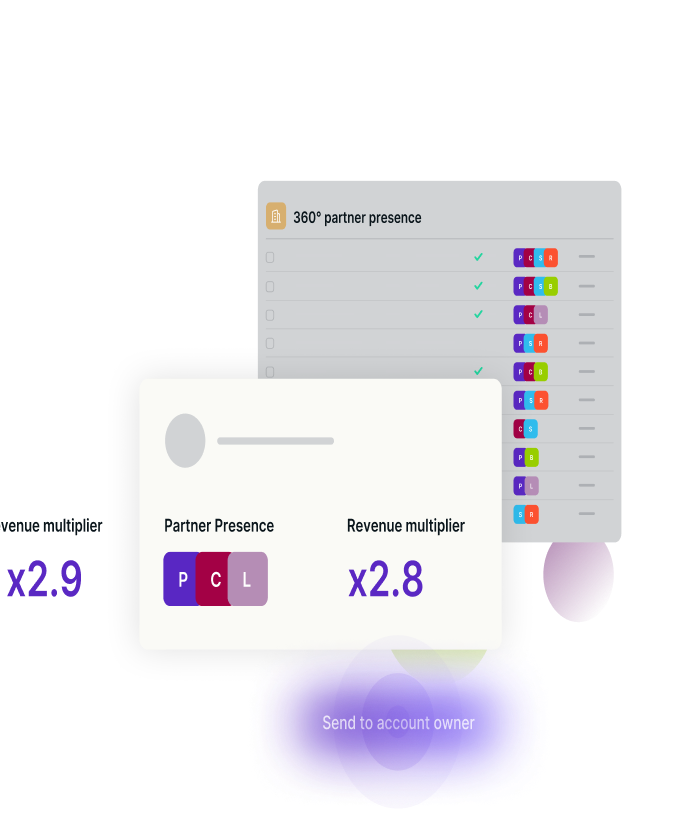 360° partner presence
P C S R
P C S B
P C L
P S R
P C B
P S R
C S
P B
P L
S R
venue multiplier
x2.9
Partner Presence
Revenue multiplier
P C L
x2.8
Send to account owner